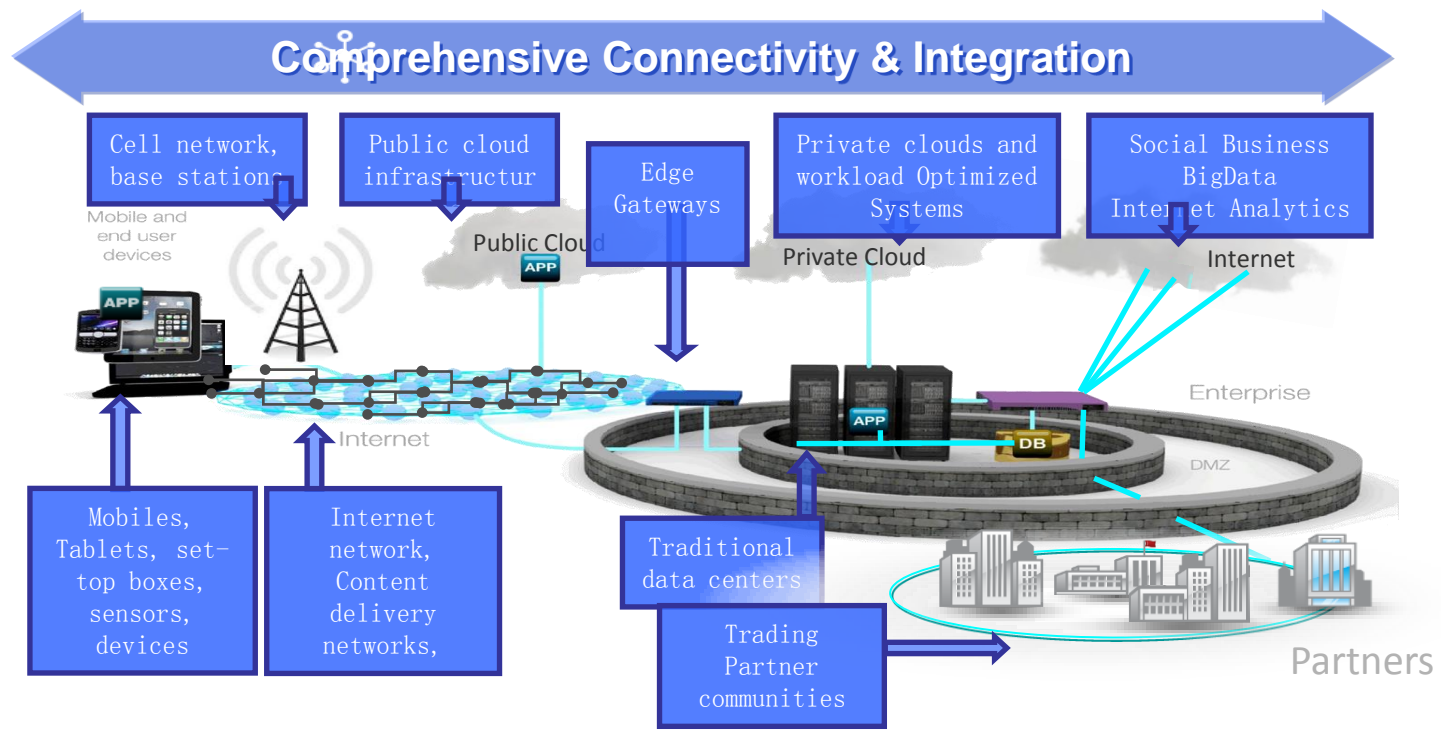 Comprehensive Connectivity & Integration
Cell network,
base stations
Public cloud
infrastructur
Edge
Gateways
Private clouds and
workload Optimized
Systems
Social Business
BigData
Internet Analytics
Mobile and
end user
devices
Public Cloud
APP
Private Cloud
Internet
APP
Internet
APP
DB
Enterprise
DMZ
Mobiles,
Tablets, set-
top boxes,
sensors,
devices
Internet
network,
Content
delivery
networks,
Traditional
data centers
Trading
Partner
communities
Partners